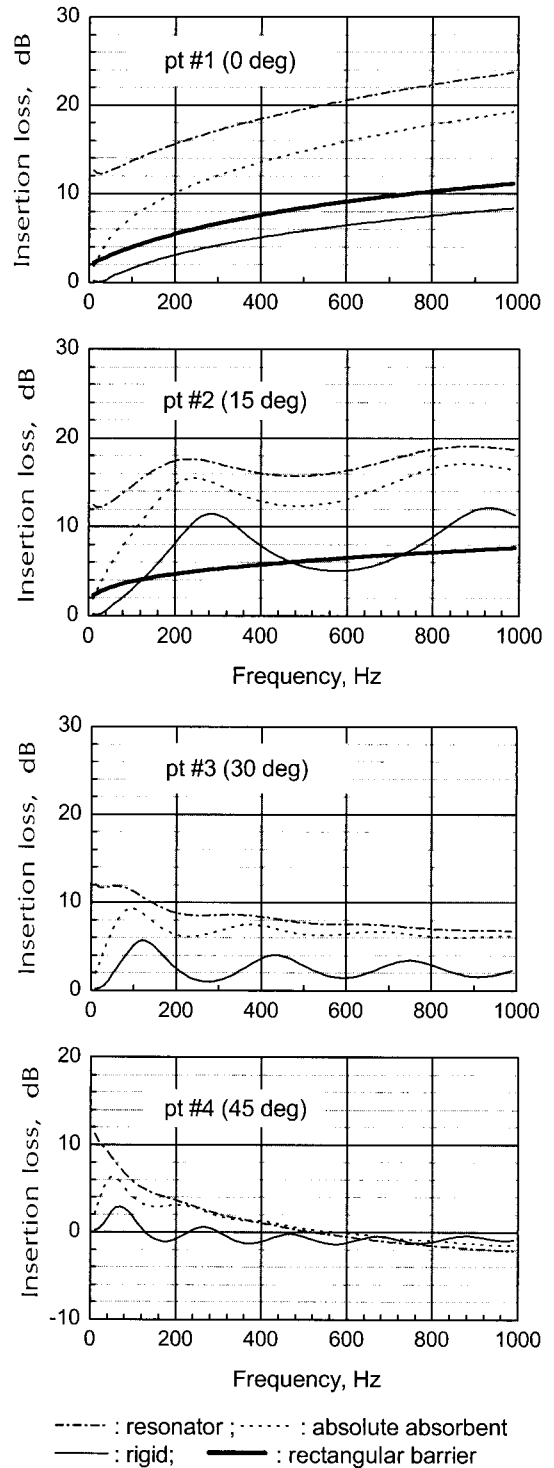 Insertion loss, dB
30
20
10
0
pt #1 (0 deg)
0 200 400 600 800 1000
Insertion loss, dB
30
20
10
0
pt #2 (15 deg)
0 200 400 600 800 1000
Frequency, Hz
Insertion loss, dB
30
20
10
0
pt #3 (30 deg)
0 200 400 600 800 1000
Insertion loss, dB
20
10
0
-10
pt #4 (45 deg)
0 200 400 600 800 1000
Frequency, Hz
: resonator ; : absolute absorbent
: rigid; : rectangular barrier